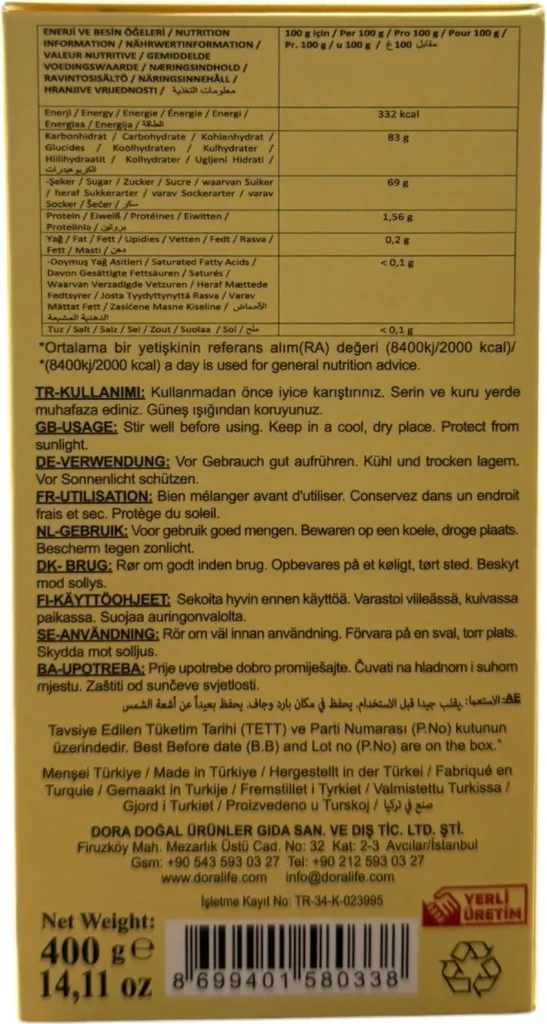 ENERJİ VE BESİN ÖĞELERİ / NUTRITION
INFORMATION / NÄHRWERTINFORMATION /
VALEUR NUTRITIVE / GEMIDDELDE
VOEDINGSWAARDE / NÆRINGSINDHOLD /
RAVINTOSISÄLTÖ / NÄRINGSINNEHÅLL /
HRANJIVE VRIJEDNOSTI / معلومات التغذية
100 g için / Per 100 g / Pro 100 g / Pour 100 g /
Pr. 100 g / u 100 g / مقابل 100 غ
Enerji / Energy / Energie / Énergie / Energi /
Energiaa / Energija / الطاقة
332 kcal
Karbonhidrat / Carbohydrate / Kohlenhydrat /
Glucides / Koolhydraten / Kulhydrater /
Hiilihydraatit / Kolhydrater / Ugljeni Hidrati /
الكربوهيدرات
83 g
-Şeker / Sugar / Zucker / Sucre / waarvan Suiker
/ heraf Sukkerarter / varav Sockerarter / varav
Socker / Šećer / سكر
69 g
Protein / Eiweiß / Protéines / Eiwitten /
Proteiinia / بروتين
1,56 g
Yağ / Fat / Fett / Lipidies / Vetten / Fedt / Rasva /
Fett / Masti / دهن
0,2 g
-Doymuş Yağ Asitleri / Saturated Fatty Acids /
Davon Gesättigte Fettsäuren / Saturés /
Waarvan Verzadigde Vetzuren / Heraf Mættede
Fedtsyrer / Josta Tyydyttynyttä Rasva / Varav
Mättat Fett / Zasićene Masne Kiseline / الأحماض
الدهنية المشبعة
< 0,1 g
Tuz / Salt / Salz / Sel / Zout / Suolaa / Sol / ملح
< 0,1 g
*Ortalama bir yetişkinin referans alım(RA) değeri (8400kj/2000 kcal)/
*(8400kj/2000 kcal) a day is used for general nutrition advice.
TR-KULLANIMI: Kullanmadan önce iyice karıştırınız. Serin ve kuru yerde
muhafaza ediniz. Güneş ışığından koruyunuz.
GB-USAGE: Stir well before using. Keep in a cool, dry place. Protect from
sunlight.
DE-VERWENDUNG: Vor Gebrauch gut aufrühren. Kühl und trocken lagern.
Vor Sonnenlicht schützen.
FR-UTILISATION: Bien mélanger avant d'utiliser. Conservez dans un endroit
frais et sec. Protège du soleil.
NL-GEBRUIK: Voor gebruik goed mengen. Bewaren op een koele, droge plaats.
Bescherm tegen zonlicht.
DK- BRUG: Rør om godt inden brug. Opbevares på et køligt, tørt sted. Beskyt
mod sollys.
FI-KÄYTTÖOHJEET: Sekoita hyvin ennen käyttöä. Varastoi viileässä, kuivassa
paikassa. Suojaa auringonvalolta.
SE-ANVÄNDNING: Rör om väl innan användning. Förvara på en sval, torr plats.
Skydda mot solljus.
BA-UPOTREBA: Prije upotrebe dobro promiješajte. Čuvati na hladnom i suhom
mjestu. Zaštiti od sunčeve svjetlosti.
AE: الاستعمال: يقلب جيدا قبل الاستخدام. يحفظ في مكان بارد وجاف. يحفظ بعيداً عن أشعة الشمس
Tavsiye Edilen Tüketim Tarihi (TETT) ve Parti Numarası (P.No) kutunun
üzerindedir. Best Before date (B.B) and Lot no (P.No) are on the box."
Menşei Türkiye / Made in Türkiye / Hergestellt in der Türkei / Fabriqué en
Turquie / Gemaakt in Turkije / Fremstillet i Tyrkiet / Valmistettu Turkissa /
Gjord i Turkiet / Proizvedeno u Turskoj / صنع في تركيا
DORA DOĞAL ÜRÜNLER GIDA SAN. VE DIŞ TİC. LTD. ŞTİ.
Firuzköy Mah. Mezarlık Üstü Cad. No: 32 Kat: 2-3 Avcılar/İstanbul
Gsm: +90 543 593 03 27 Tel: +90 212 593 03 27
www.doralife.com info@doralife.com
İşletme Kayıt No: TR-34-K-023995
YERLİ
ÜRETİM
Net Weight:
400 g e
14,11 oz
8 699401 580338